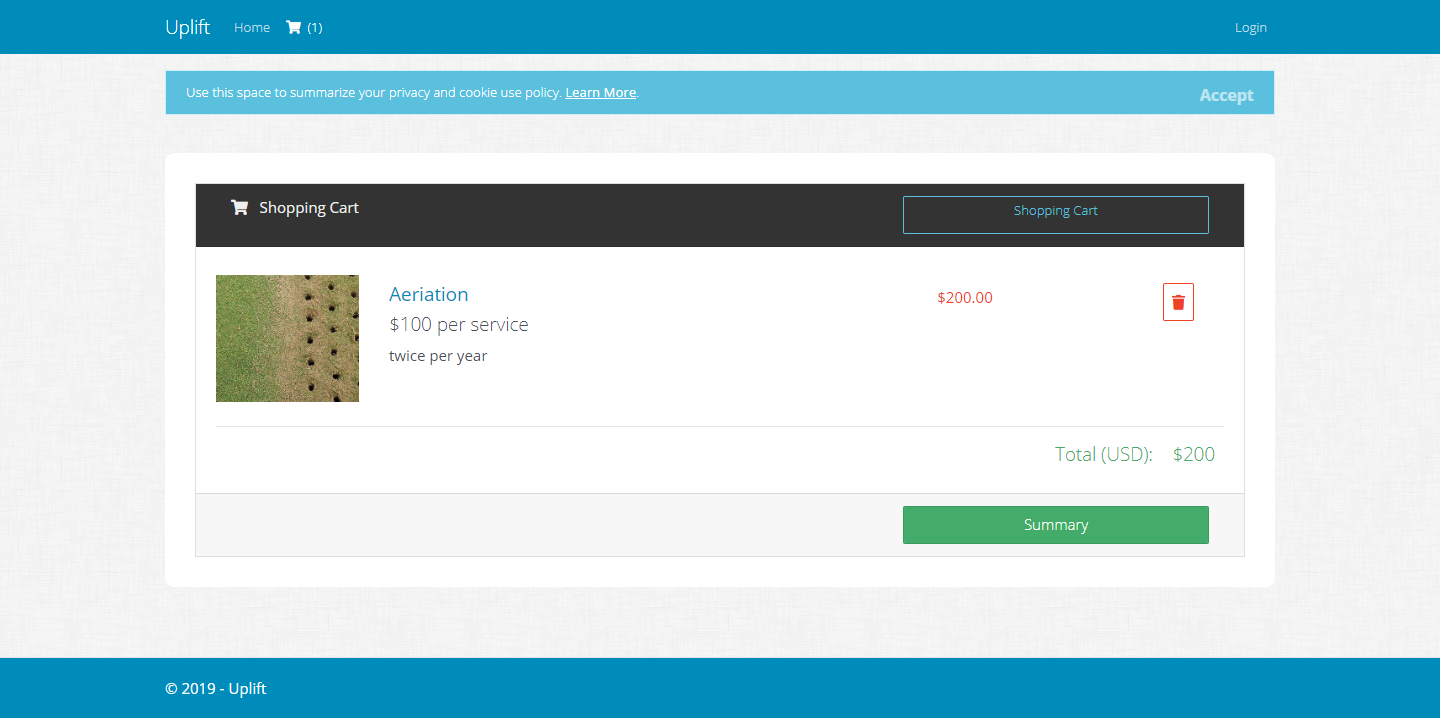 Uplift Home (1) Login
Use this space to summarize your privacy and cookie use policy. Learn More. Accept
Shopping Cart Shopping Cart
Aeriation $200.00
$100 per service
twice per year
Total (USD): $200
Summary
© 2019 - Uplift